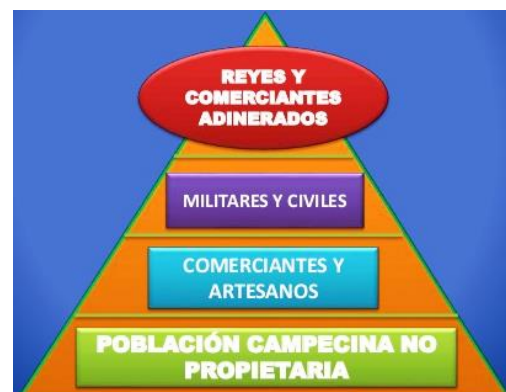 REYES Y
COMERCIANTES
ADINERADOS
MILITARES Y CIVILES
COMERCIANTES Y
ARTESANOS
POBLACIÓN CAMPECINA NO
PROPIETARIA